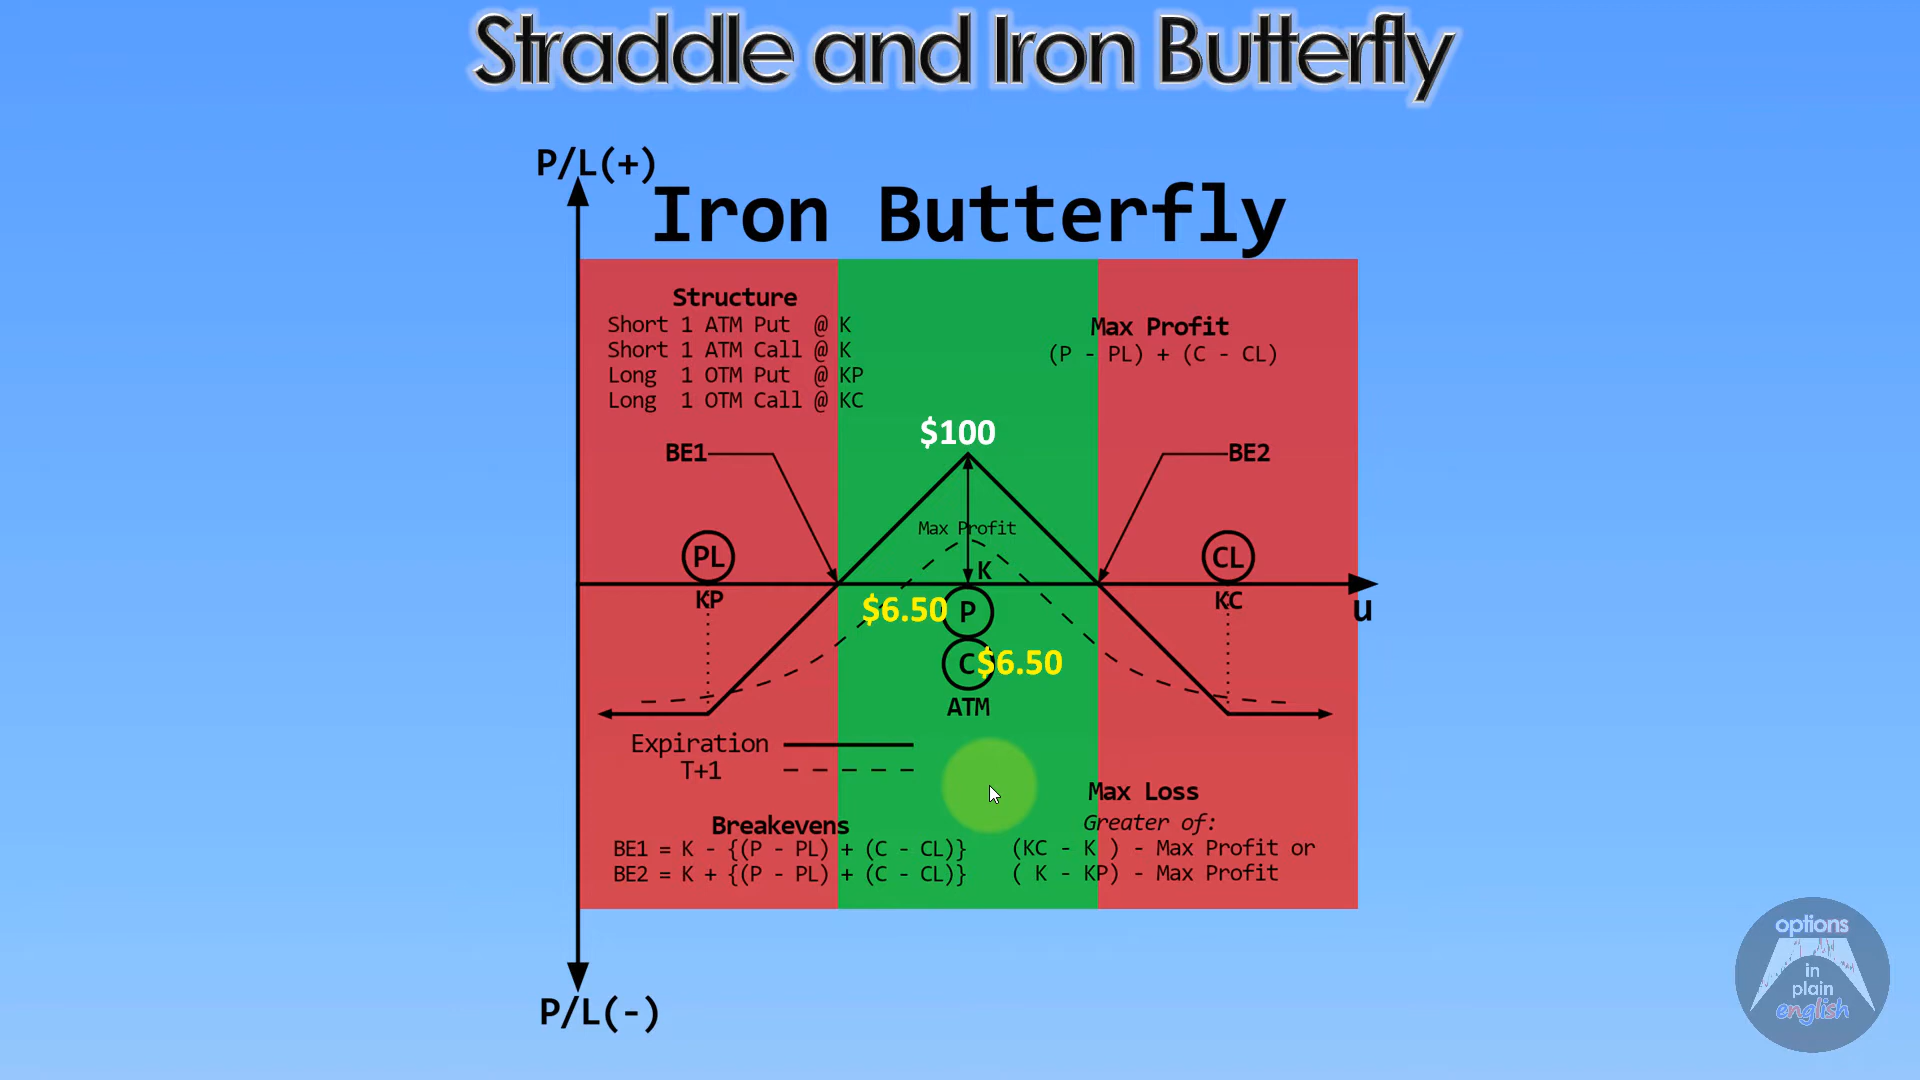 Straddle and Iron Butterfly
P/L(+)
Iron Butterfly
Structure
Short 1 ATM Put @ K
Short 1 ATM Call @ K
Long 1 OTM Put @ KP
Long 1 OTM Call @ KC
Max Profit
(P - PL) + (C - CL)
$100
BE1
BE2
Max Profit
PL
CL
K
KP
KC
u
$6.50
P
C
$6.50
ATM
Expiration
T+1
Breakevens
BE1 = K - {(P - PL) + (C - CL)}
BE2 = K + {(P - PL) + (C - CL)}
Max Loss
Greater of:
(KC - K ) - Max Profit or
( K - KP) - Max Profit
P/L(-)
options
in
plain
english